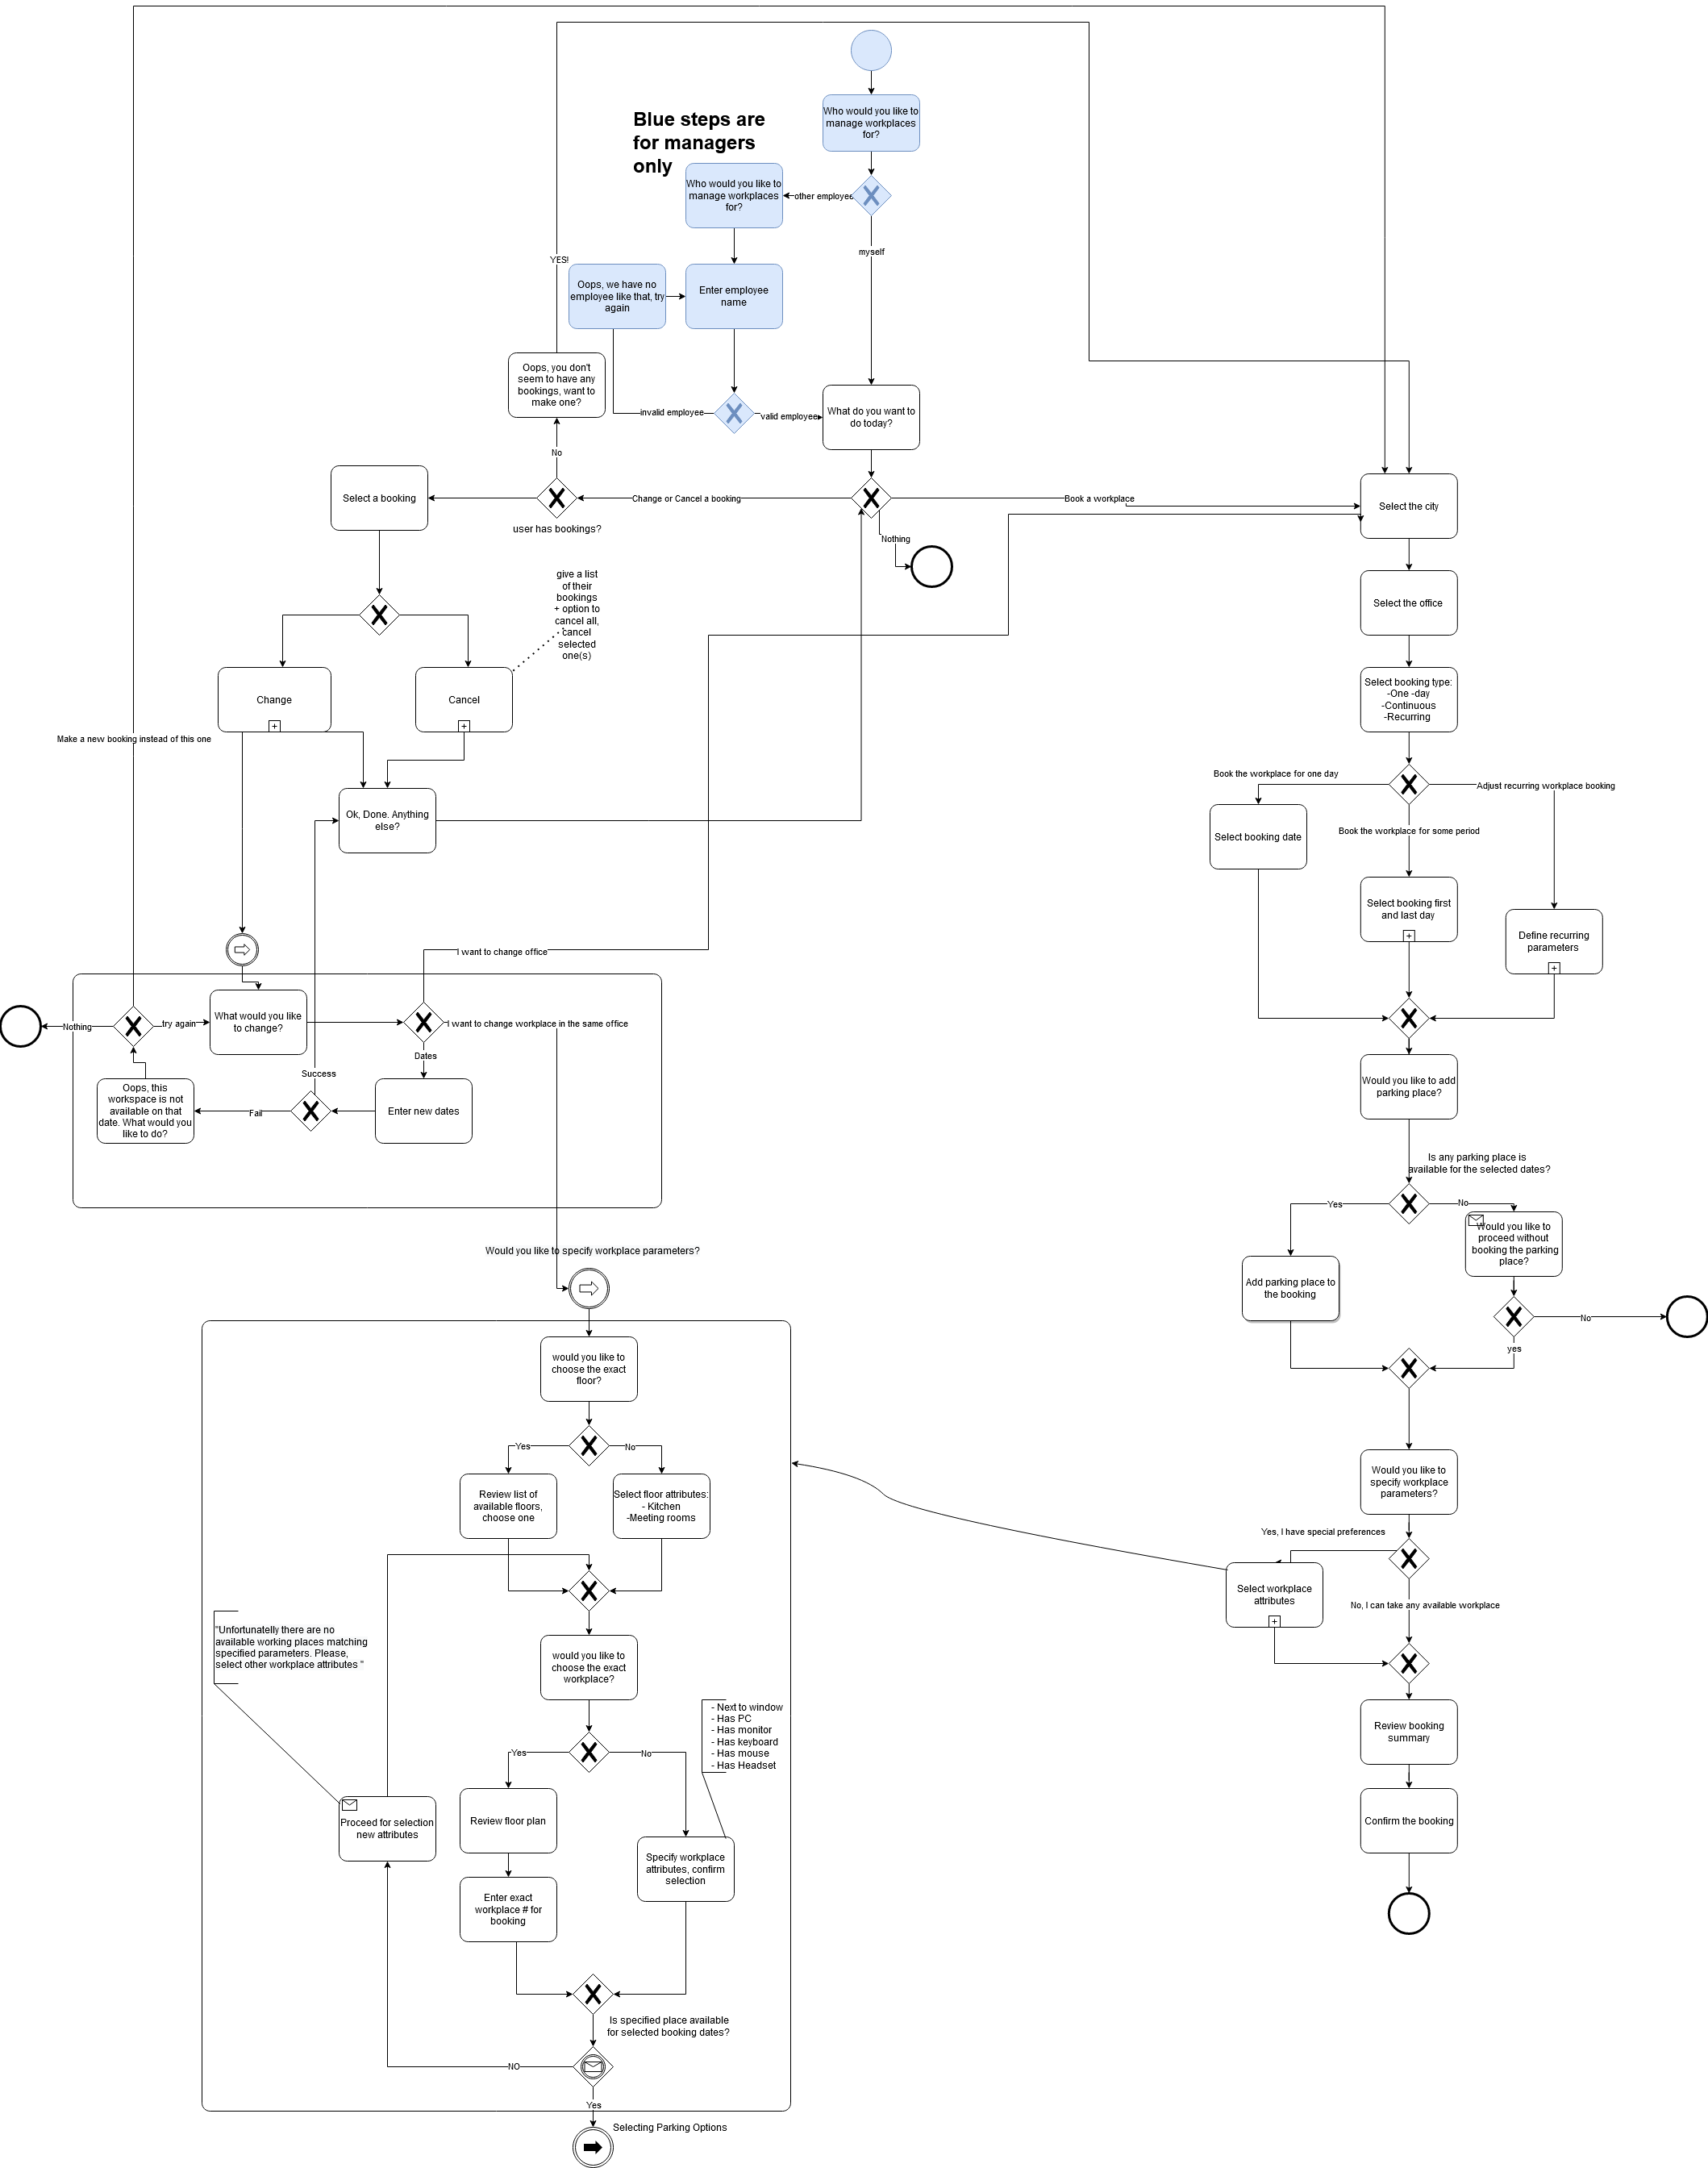 Who would you like to
manage workplaces
for?
Blue steps are
for managers
only
Who would you like to
manage workplaces
for?
other employee
myself
YES!
Oops, we have no
employee like that, try
again
Enter employee
name
Oops, you don't
seem to have any
bookings, want to
make one?
invalid employee
valid employee
What do you want to
do today?
No
Select a booking
Change or Cancel a booking
Book a workplace
Select the city
user has bookings?
Nothing
give a list
of their
bookings
+ option to
cancel all,
cancel
selected
one(s)
Select the office
Change
Cancel
Select booking type:
-One -day
-Continuous
-Recurring
Make a new booking instead of this one
Book the workplace for one day
Adjust recurring workplace booking
Ok, Done. Anything
else?
Select booking date
Book the workplace for some period
Select booking first
and last day
Define recurring
parameters
I want to change office
Nothing
try again
What would you like
to change?
I want to change workplace in the same office
Dates
Success
Oops, this
workspace is not
available on that
date. What would you
like to do?
Fail
Enter new dates
Would you like to add
parking place?
Is any parking place is
available for the selected dates?
Yes
No
Would you like to
proceed without
booking the parking
place?
Would you like to specify workplace parameters?
Add parking place to
the booking
No
yes
would you like to
choose the exact
floor?
Yes
No
Review list of
available floors,
choose one
Select floor attributes:
- Kitchen
-Meeting rooms
Would you like to
specify workplace
parameters?
Yes, I have special preferences
Select workplace
attributes
No, I can take any available workplace
"Unfortunatelly there are no
available working places matching
specified parameters. Please,
select other workplace attributes "
would you like to
choose the exact
workplace?
- Next to window
- Has PC
- Has monitor
- Has keyboard
- Has mouse
- Has Headset
Yes
No
Review booking
summary
Proceed for selection
new attributes
Review floor plan
Confirm the booking
Specify workplace
attributes, confirm
selection
Enter exact
workplace # for
booking
Is specified place available
for selected booking dates?
NO
Yes
Selecting Parking Options